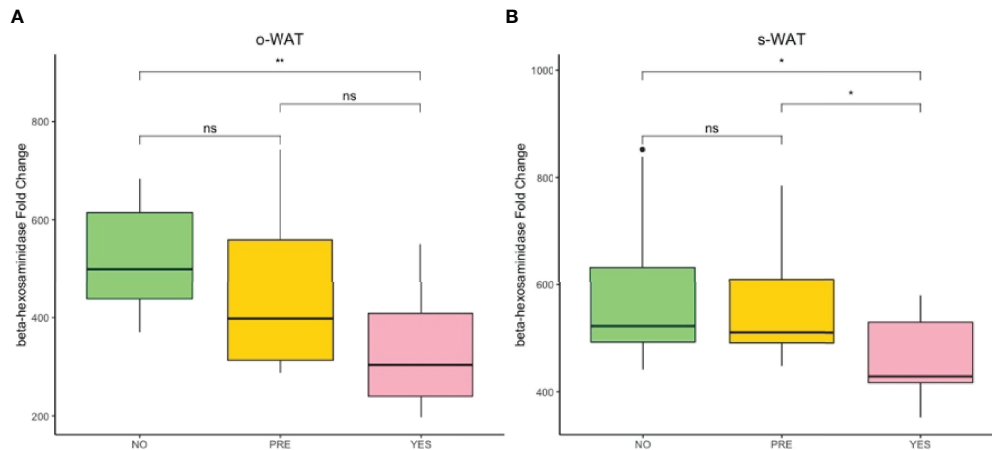 A
o-WAT
**
ns
ns
beta-hexosaminidase Fold Change
800
600
400
200
NO PRE YES
B
s-WAT
*
*
ns
beta-hexosaminidase Fold Change
1000
800
600
400
NO PRE YES